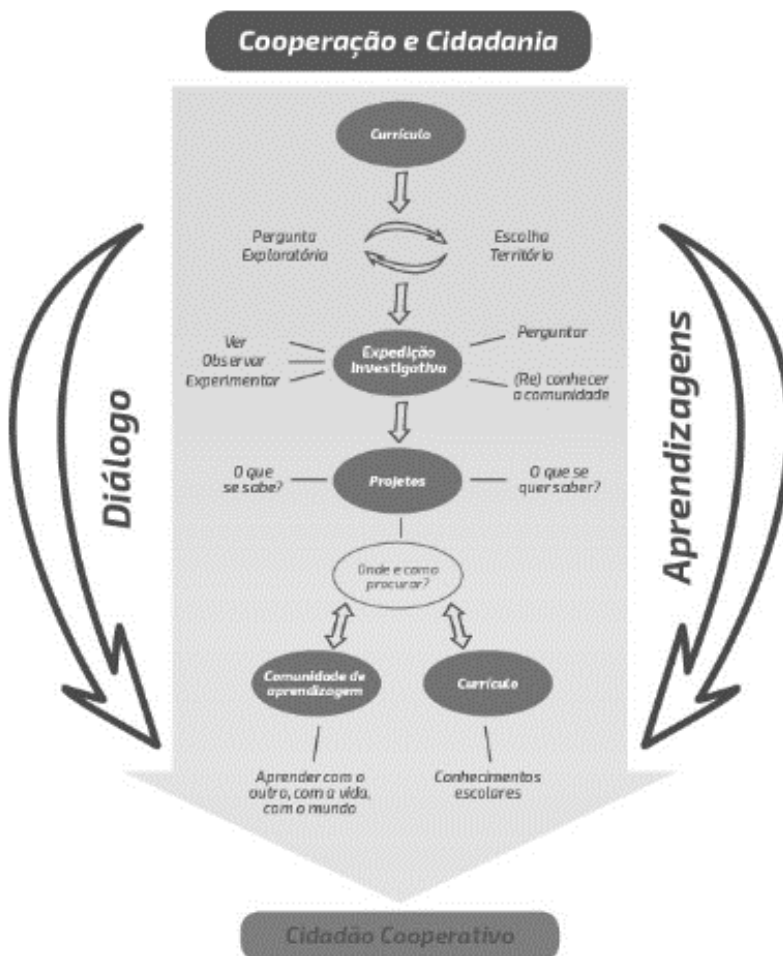 Cooperação e Cidadania
Currículo
Pergunta
Exploratória
Escolha
Território
Ver
Observar
Experimentar
Expedição
Investigativa
Perguntar
(Re) conhecer
a comunidade
Diálogo
Aprendizagens
O que
se sabe?
Projetos
O que se
quer saber?
Onde e como
procurar?
Comunidade de
aprendizagem
Currículo
Aprender com o
outro, com a vida,
com o mundo
Conhecimentos
escolares
Cidadão Cooperativo